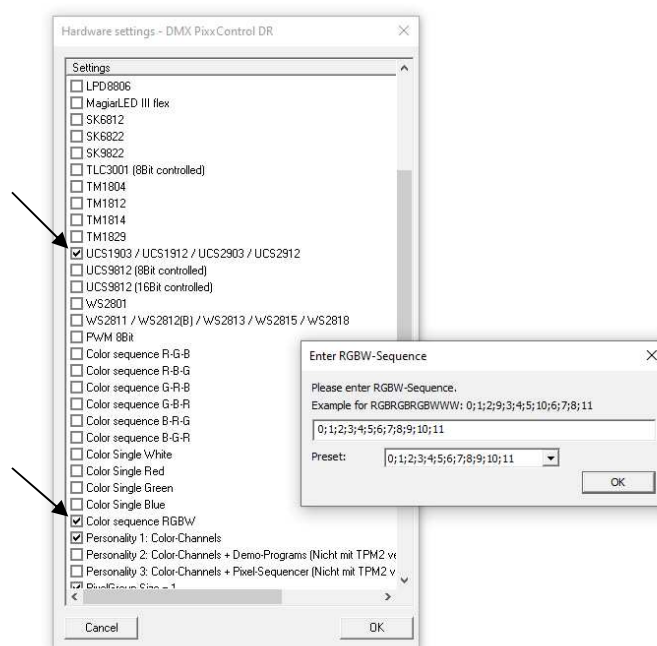 Hardware settings - DMX PixxControl DR
Settings
LPD8806
MagiarLED III flex
SK6812
SK6822
SK9822
TLC3001 (8Bit controlled)
TM1804
TM1812
TM1814
TM1829
UCS1903 / UCS1912 / UCS2903 / UCS2912
UCS9812 (8Bit controlled)
UCS9812 (16Bit controlled)
WS2801
WS2811 / WS2812(B) / WS2813 / WS2815 / WS2818
PWM 8Bit
Color sequence R-G-B
Color sequence R-B-G
Color sequence G-R-B
Color sequence G-B-R
Color sequence B-R-G
Color sequence B-G-R
Color Single White
Color Single Red
Color Single Green
Color Single Blue
Color sequence RGBW
Personality 1: Color-Channels
Personality 2: Color-Channels + Demo-Programs (Nicht mit TPM2 ve
Personality 3: Color-Channels + Pixel-Sequencer (Nicht mit TPM2 v
PixelGroup Size = 1
Cancel
OK
Enter RGBW-Sequence
Please enter RGBW-Sequence.
Example for RGBRGBRGBWWW: 0;1;2;9;3;4;5;10;6;7;8;11
0;1;2;3;4;5;6;7;8;9;10;11
Preset:
0;1;2;3;4;5;6;7;8;9;10;11
OK